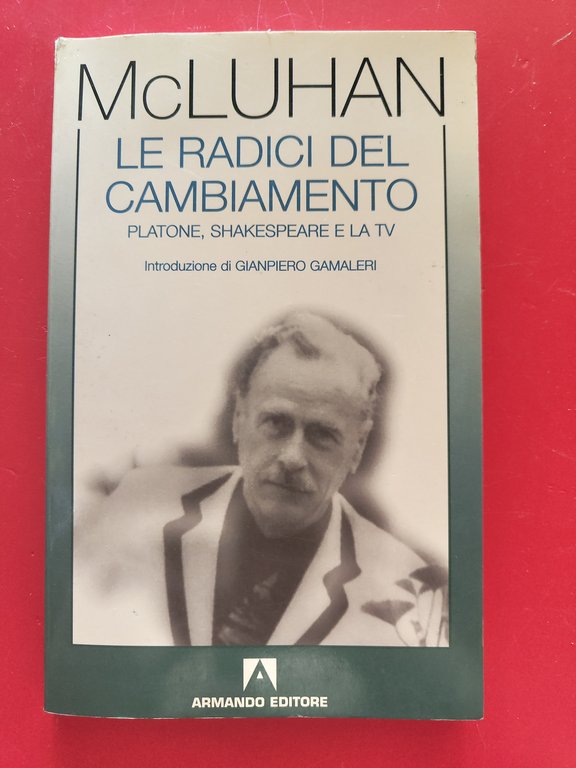 McLUHAN
LE RADICI DEL
CAMBIAMENTO
PLATONE, SHAKESPEARE E LA TV
Introduzione di GIANPIERO GAMALERI
ARMANDO EDITORE